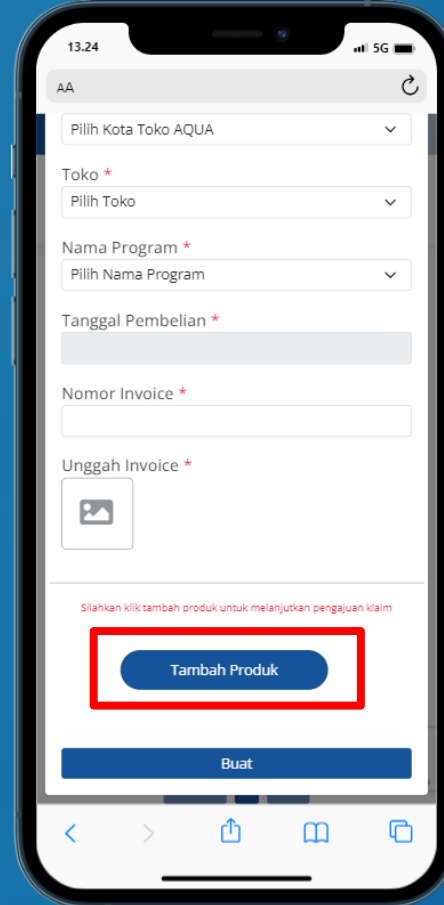 13.24
5G
AA
Pilih Kota Toko AQUA
Toko *
Pilih Toko
Nama Program *
Pilih Nama Program
Tanggal Pembelian *
Nomor Invoice *
Unggah Invoice *
Silahkan klik tambah produk untuk melanjutkan pengajuan klaim
Tambah Produk
Buat